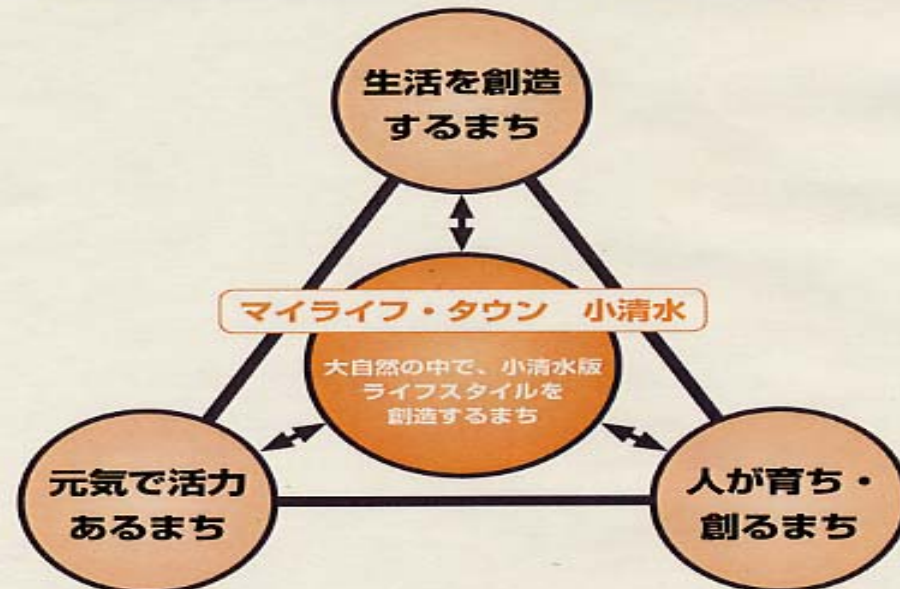 生活を創造
するまち
マイライフ・タウン 小清水
大自然の中で、小清水版
ライフスタイルを
創造するまち
元気で活力
あるまち
人が育ち・
創るまち